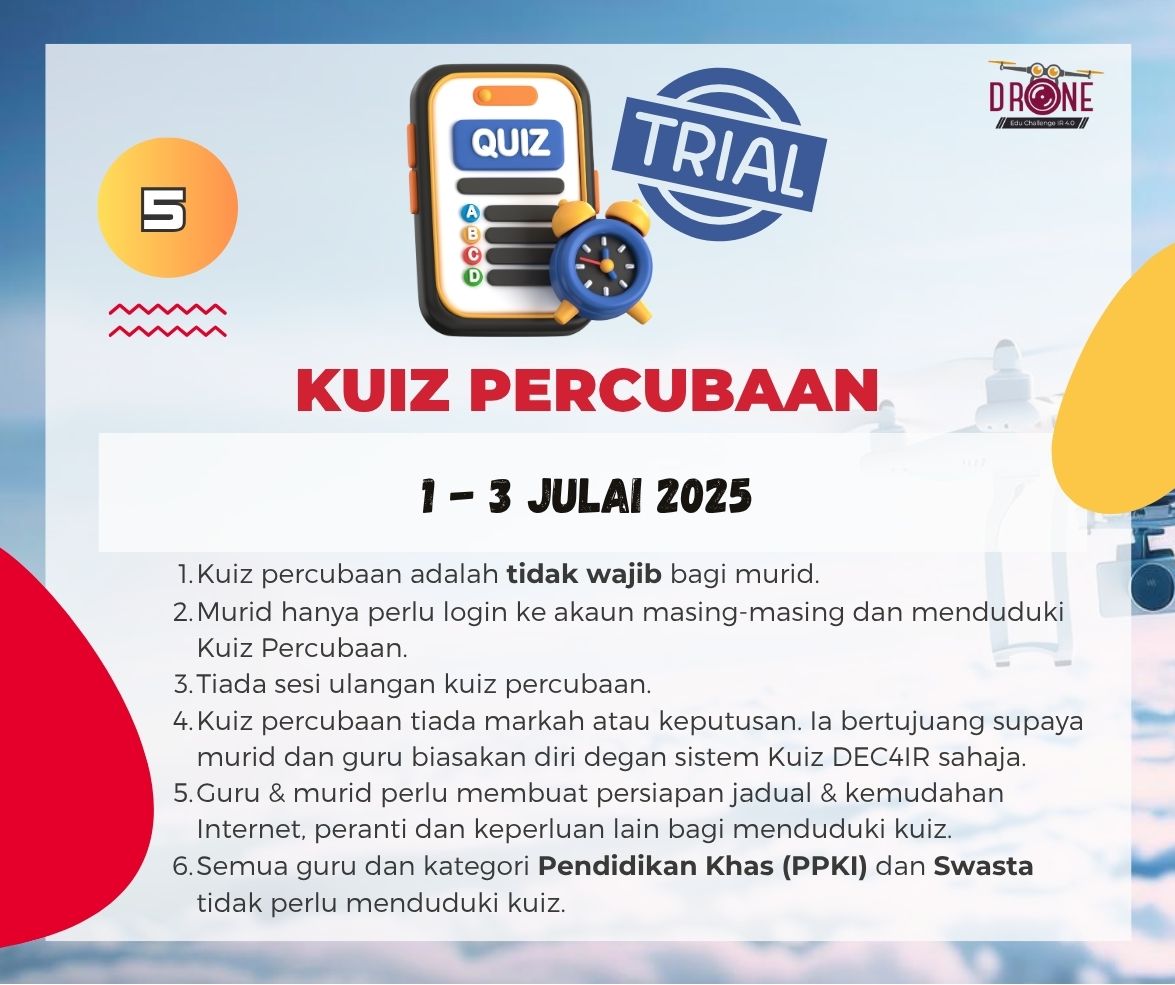 5
QUIZ
A
B
C
D
TRIAL
DRONE
Edu Challenge IR 4.0
KUIZ PERCUBAAN
1 – 3 JULAI 2025
1. Kuiz percubaan adalah tidak wajib bagi murid.
2. Murid hanya perlu login ke akaun masing-masing dan menduduki
Kuiz Percubaan.
3. Tiada sesi ulangan kuiz percubaan.
4. Kuiz percubaan tiada markah atau keputusan. Ia bertujuang supaya
murid dan guru biasakan diri degan sistem Kuiz DEC4IR sahaja.
5. Guru & murid perlu membuat persiapan jadual & kemudahan
Internet, peranti dan keperluan lain bagi menduduki kuiz.
6. Semua guru dan kategori Pendidikan Khas (PPKI) dan Swasta
tidak perlu menduduki kuiz.